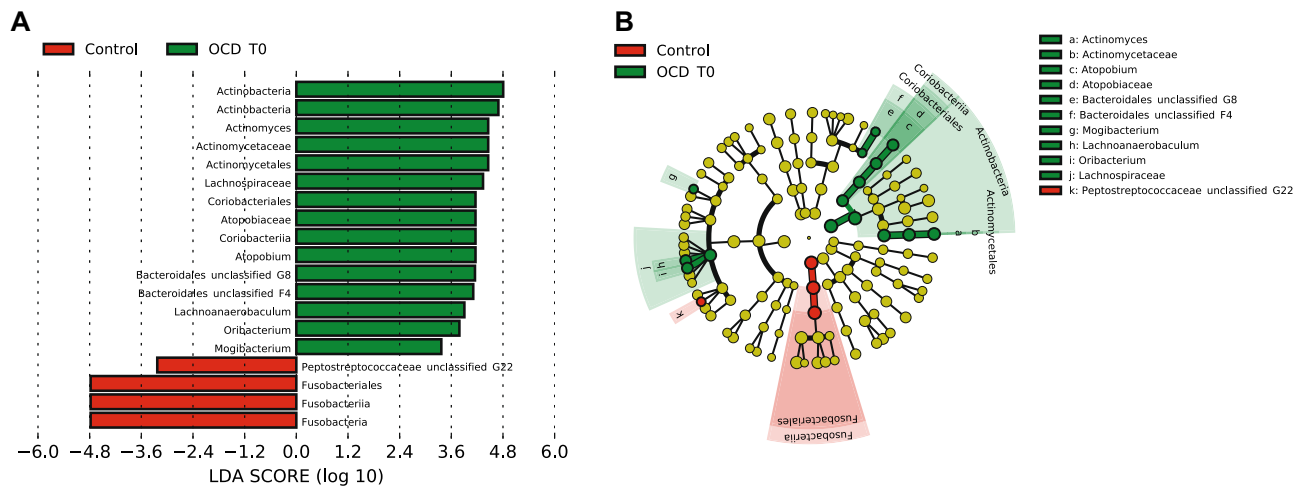 A
Control
OCD T0
Actinobacteria
Actinobacteria
Actinomyces
Actinomycetaceae
Actinomycetales
Lachnospiraceae
Coriobacteriales
Atopobiaceae
Coriobacteriia
Atopobium
Bacteroidales unclassified G8
Bacteroidales unclassified F4
Lachnoanaerobaculum
Oribacterium
Mogibacterium
Peptostreptococcaceae unclassified G22
Fusobacteriales
Fusobacteriia
Fusobacteria
−6.0 −4.8 −3.6 −2.4 −1.2 0.0 1.2 2.4 3.6 4.8 6.0
LDA SCORE (log 10)
B
Control
OCD T0
Coriobacteriia
Coriobacteriales
Actinobacteria
Actinomycetales
f
e
d
c
b
a
g
j
h
i
k
Fusobacteriales
Fusobacteriia
a: Actinomyces
b: Actinomycetaceae
c: Atopobium
d: Atopobiaceae
e: Bacteroidales unclassified G8
f: Bacteroidales unclassified F4
g: Mogibacterium
h: Lachnoanaerobaculum
i: Oribacterium
j: Lachnospiraceae
k: Peptostreptococcaceae unclassified G22